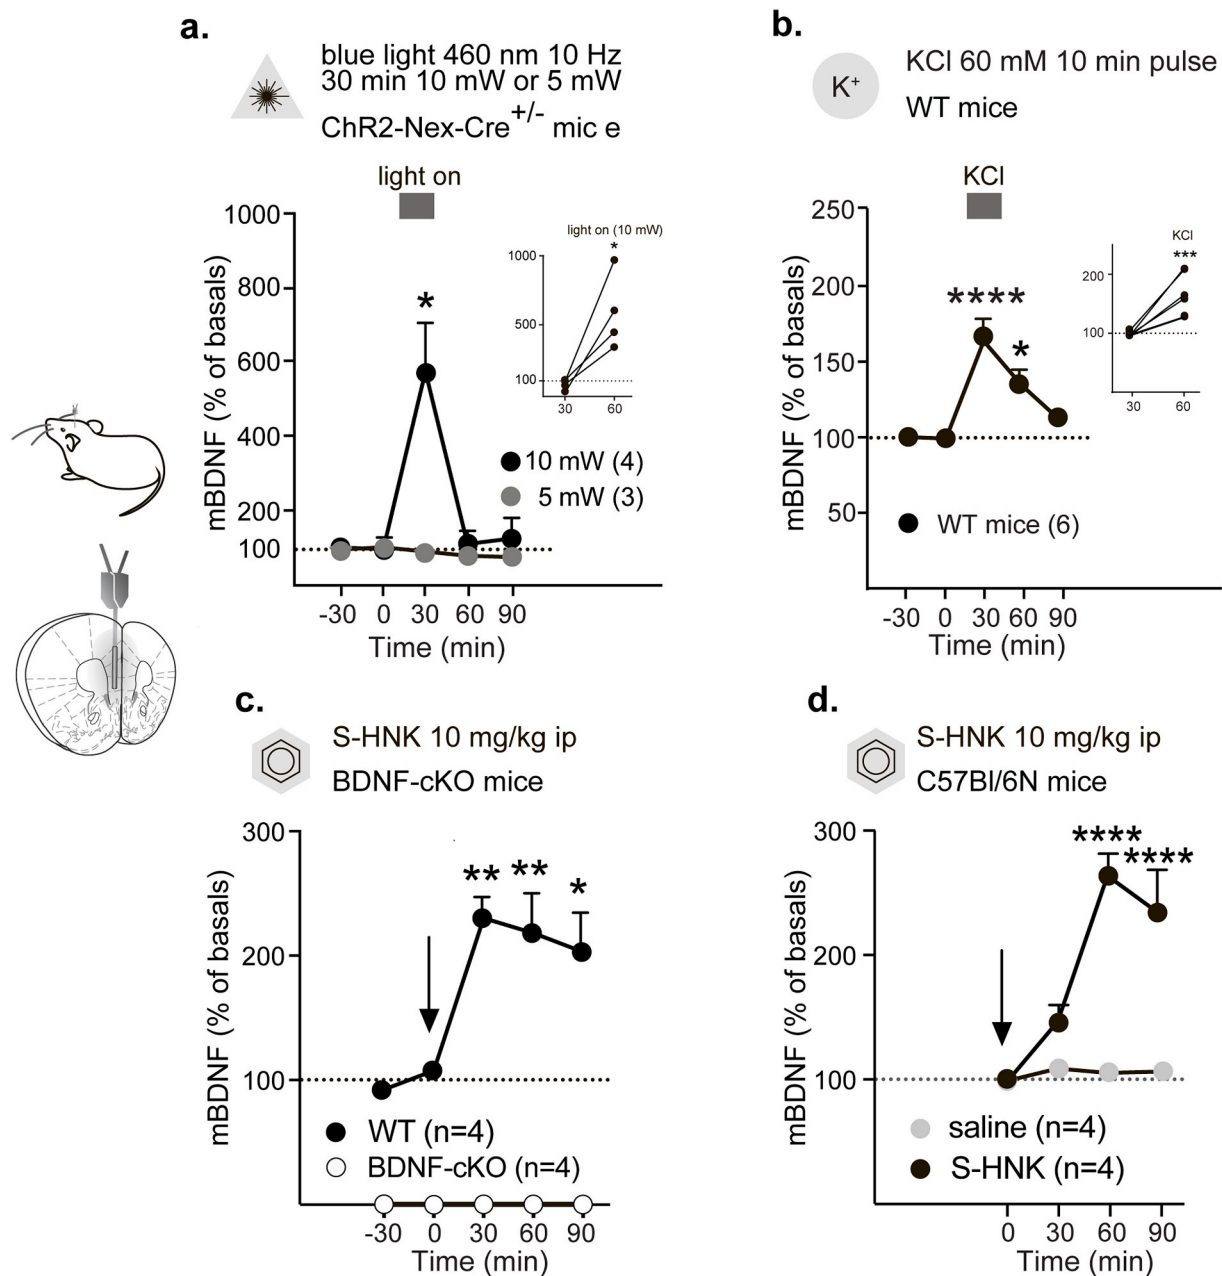 a.
blue light 460 nm 10 Hz
30 min 10 mW or 5 mW
ChR2-Nex-Cre+/- mic e
light on
mBDNF (% of basals)
1000
800
600
400
200
100
*
light on (10 mW)
*
1000
500
100
30 60
10 mW (4)
5 mW (3)
-30 0 30 60 90
Time (min)
b.
K+
KCl 60 mM 10 min pulse
WT mice
KCl
mBDNF (% of basals)
250
200
150
100
50
****
*
KCl
***
200
100
30 60
WT mice (6)
-30 0 30 60 90
Time (min)
c.
S-HNK 10 mg/kg ip
BDNF-cKO mice
mBDNF (% of basals)
300
200
100
** ** *
WT (n=4)
BDNF-cKO (n=4)
-30 0 30 60 90
Time (min)
d.
S-HNK 10 mg/kg ip
C57Bl/6N mice
mBDNF (% of basals)
300
200
100
****
****
saline (n=4)
S-HNK (n=4)
0 30 60 90
Time (min)